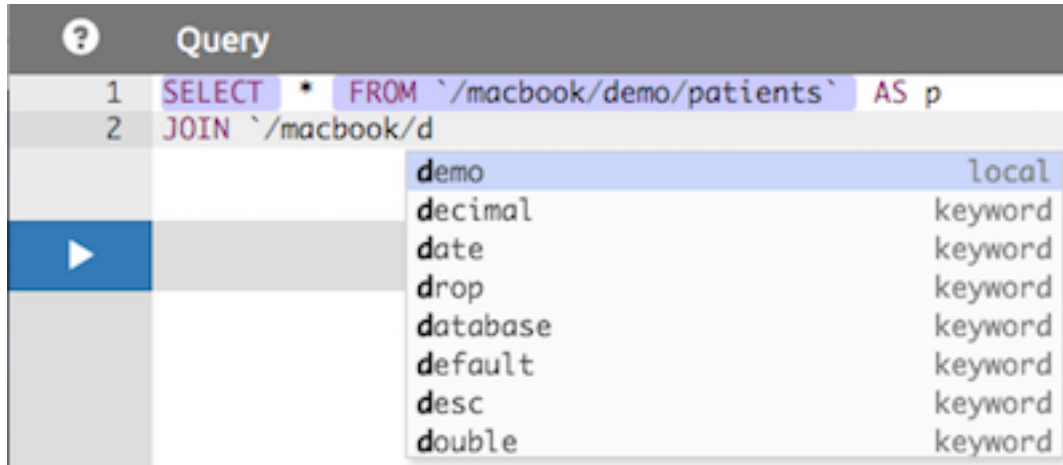 ? Query
1 SELECT * FROM `/macbook/demo/patients` AS p
2 JOIN `/macbook/d
demo local
decimal keyword
date keyword
drop keyword
database keyword
default keyword
desc keyword
double keyword